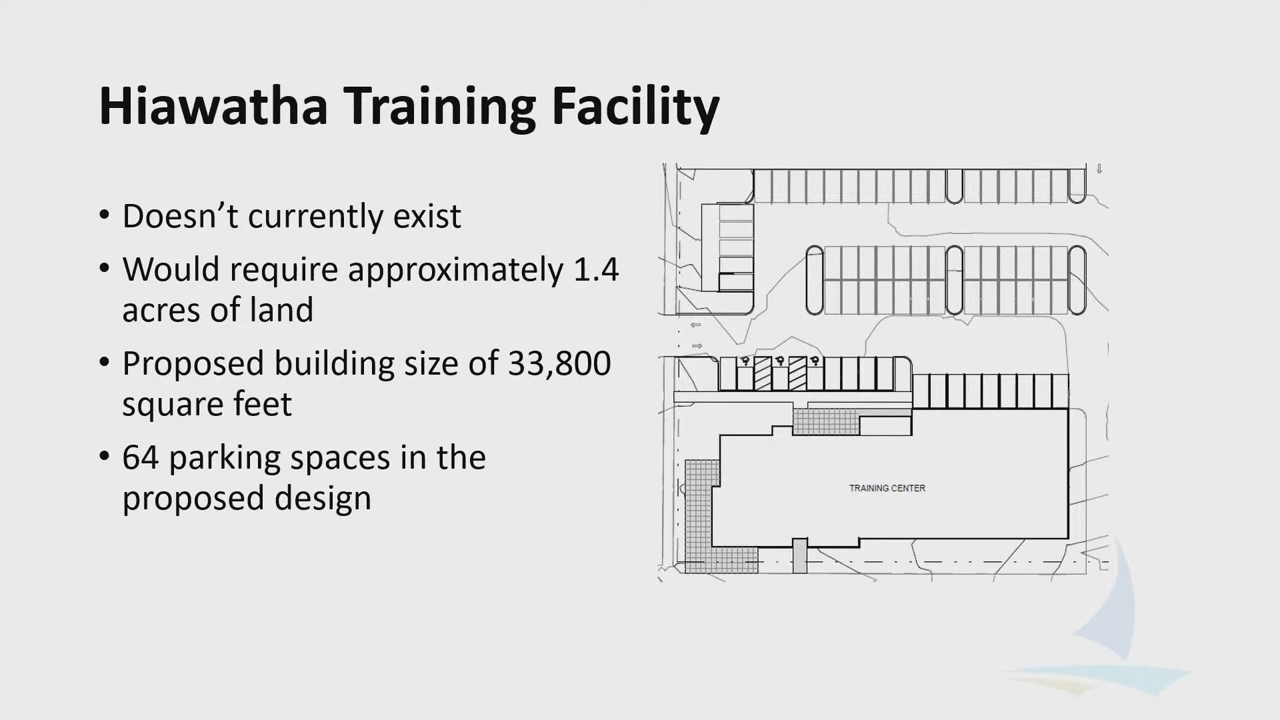 Hiawatha Training Facility
• Doesn’t currently exist
• Would require approximately 1.4
acres of land
• Proposed building size of 33,800
square feet
• 64 parking spaces in the
proposed design
TRAINING CENTER